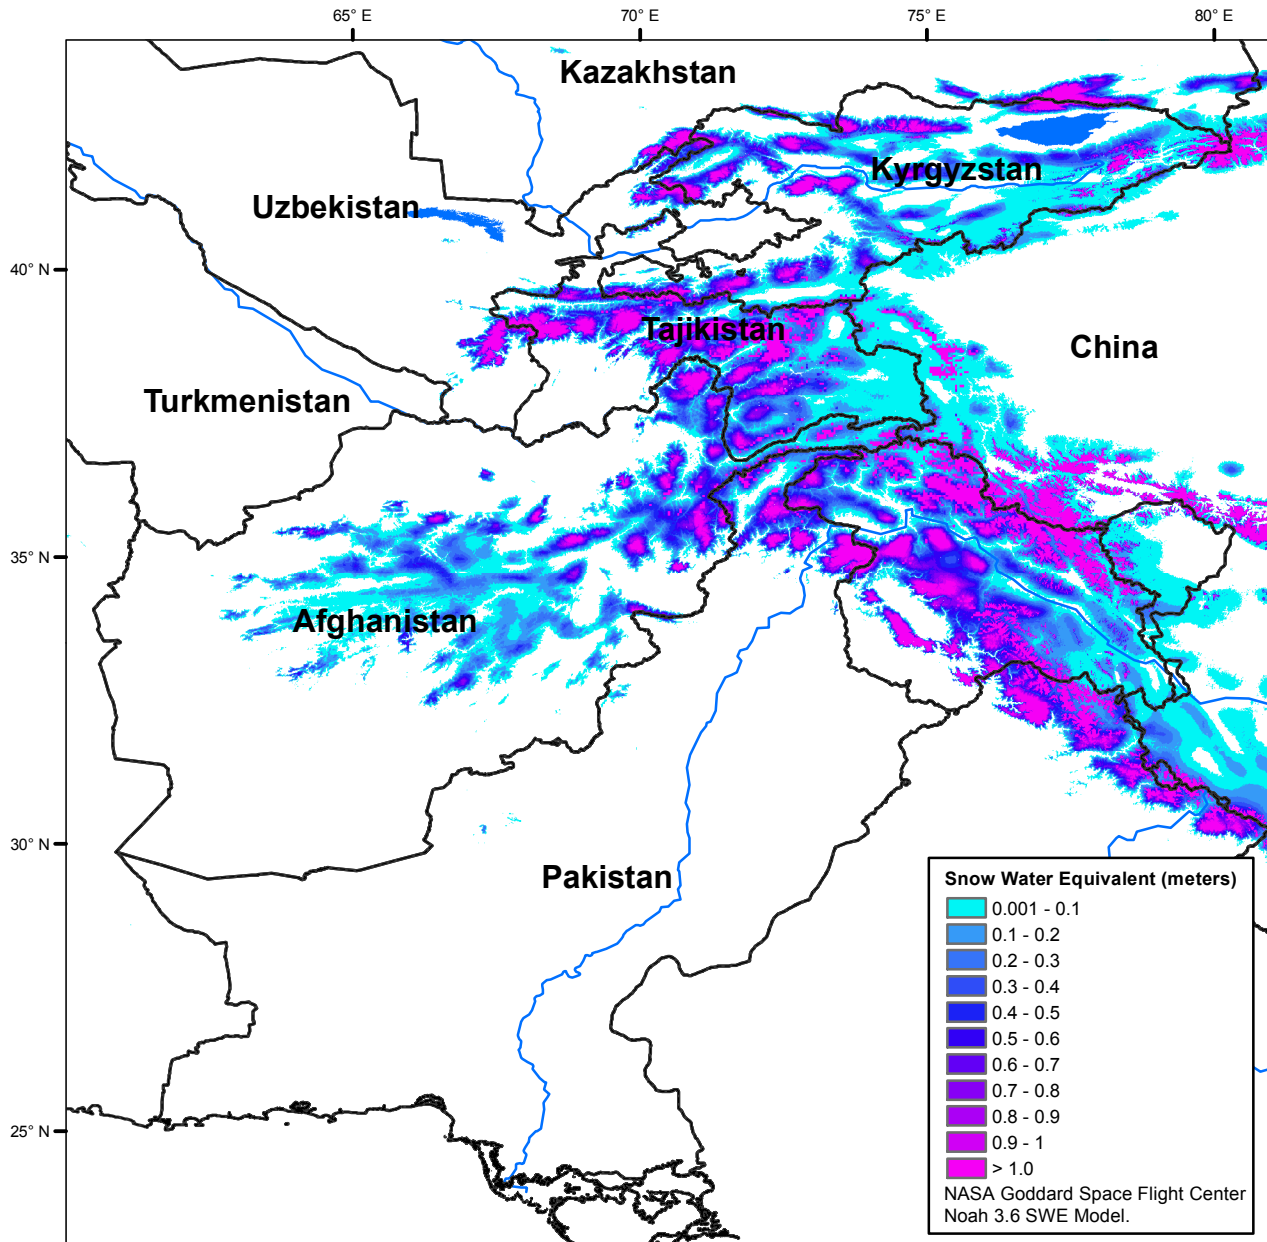 65° E
70° E
75° E
80° E
Kazakhstan
Kyrgyzstan
Uzbekistan
40° N
Tajikistan
China
Turkmenistan
35° N
Afghanistan
30° N
Pakistan
25° N
Snow Water Equivalent (meters)
0.001 - 0.1
0.1 - 0.2
0.2 - 0.3
0.3 - 0.4
0.4 - 0.5
0.5 - 0.6
0.6 - 0.7
0.7 - 0.8
0.8 - 0.9
0.9 - 1
> 1.0
NASA Goddard Space Flight Center
Noah 3.6 SWE Model.